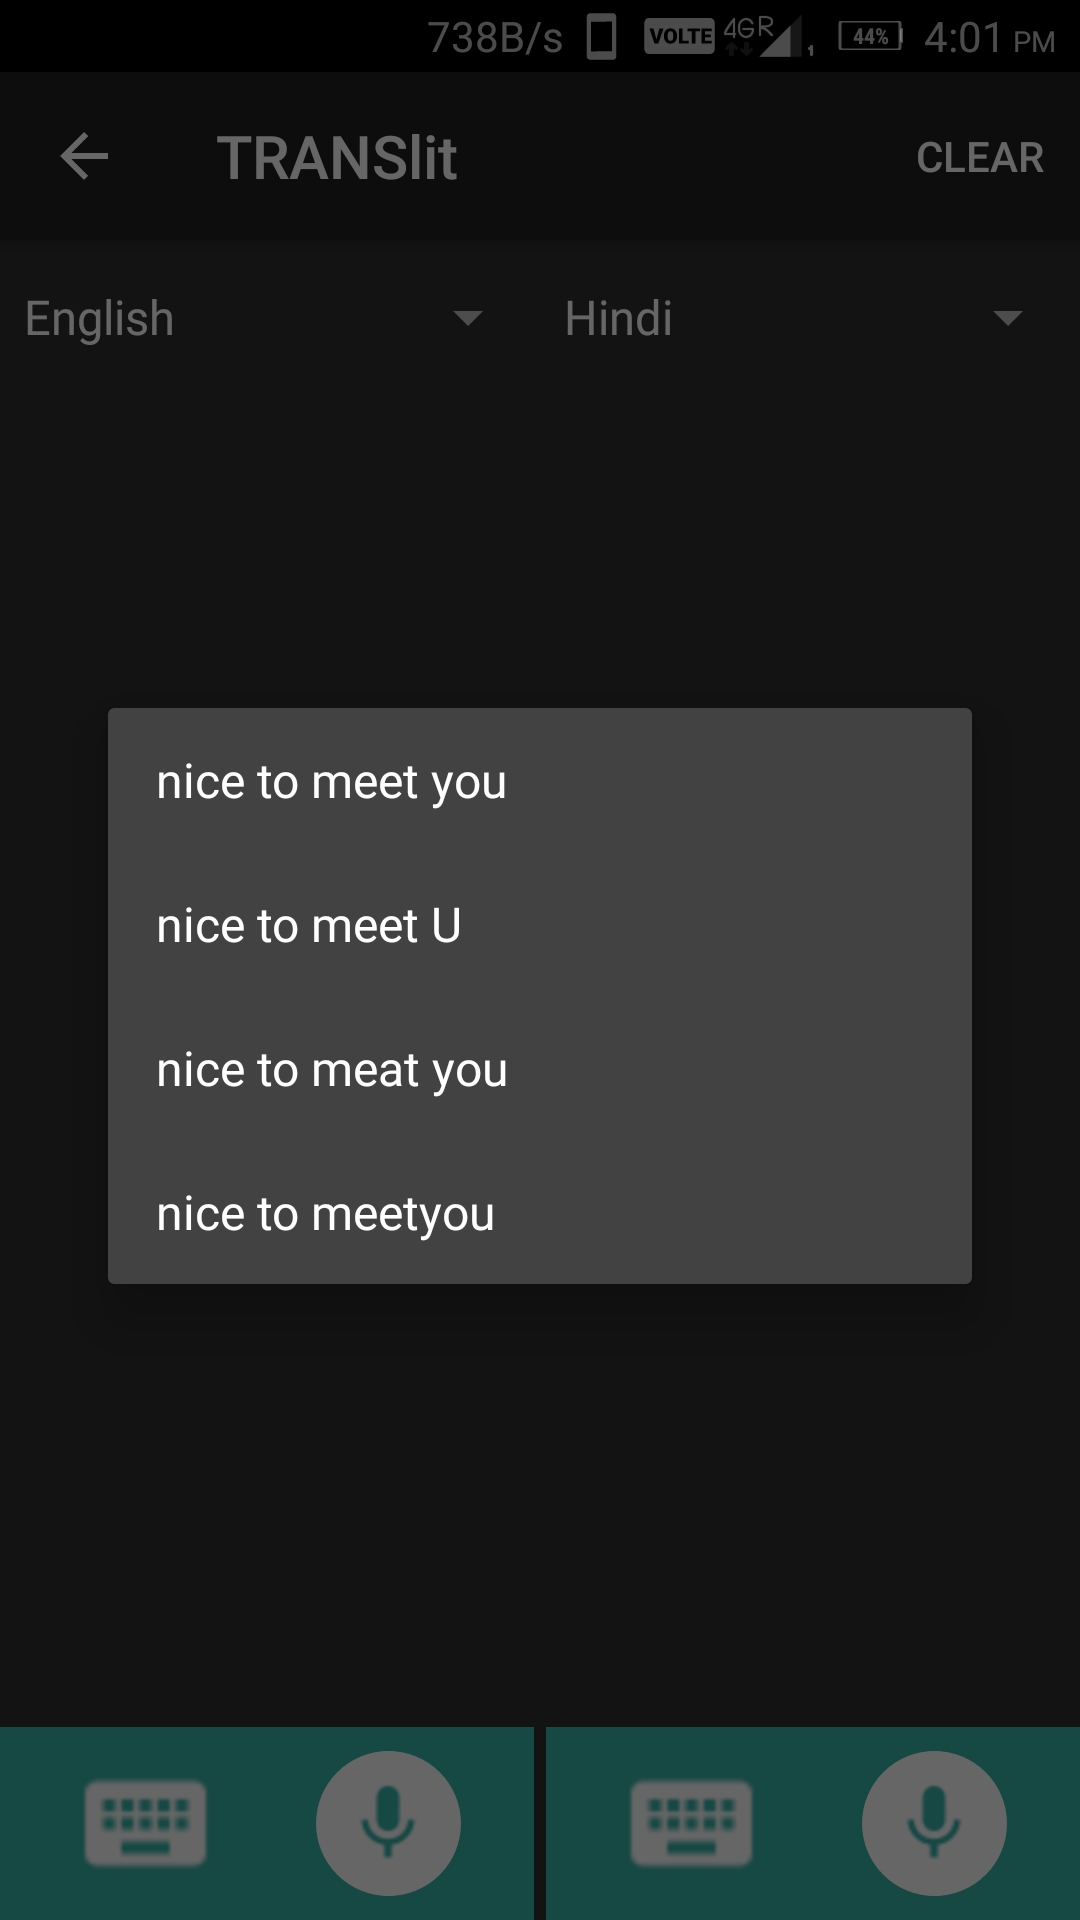 738B/s VOLTE 4G R 1 44% 4:01 PM
TRANSlit CLEAR
English Hindi
nice to meet you
nice to meet U
nice to meat you
nice to meetyou